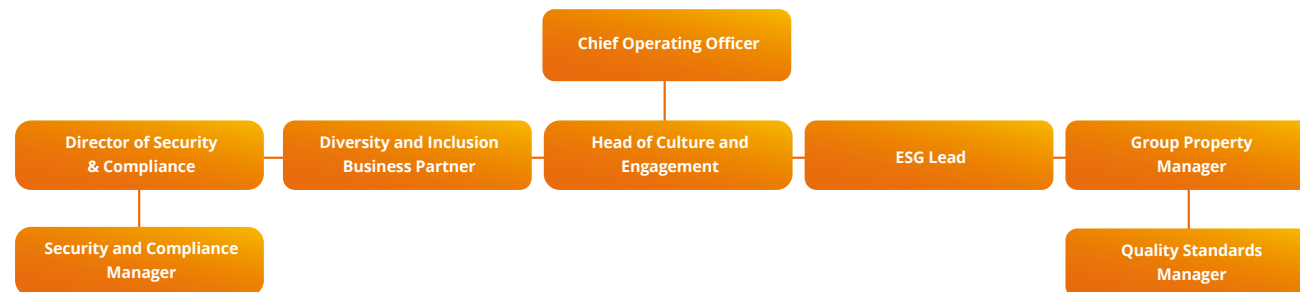 Chief Operating Officer
Director of Security
& Compliance
Diversity and Inclusion
Business Partner
Head of Culture and
Engagement
ESG Lead
Group Property
Manager
Security and Compliance
Manager
Quality Standards
Manager